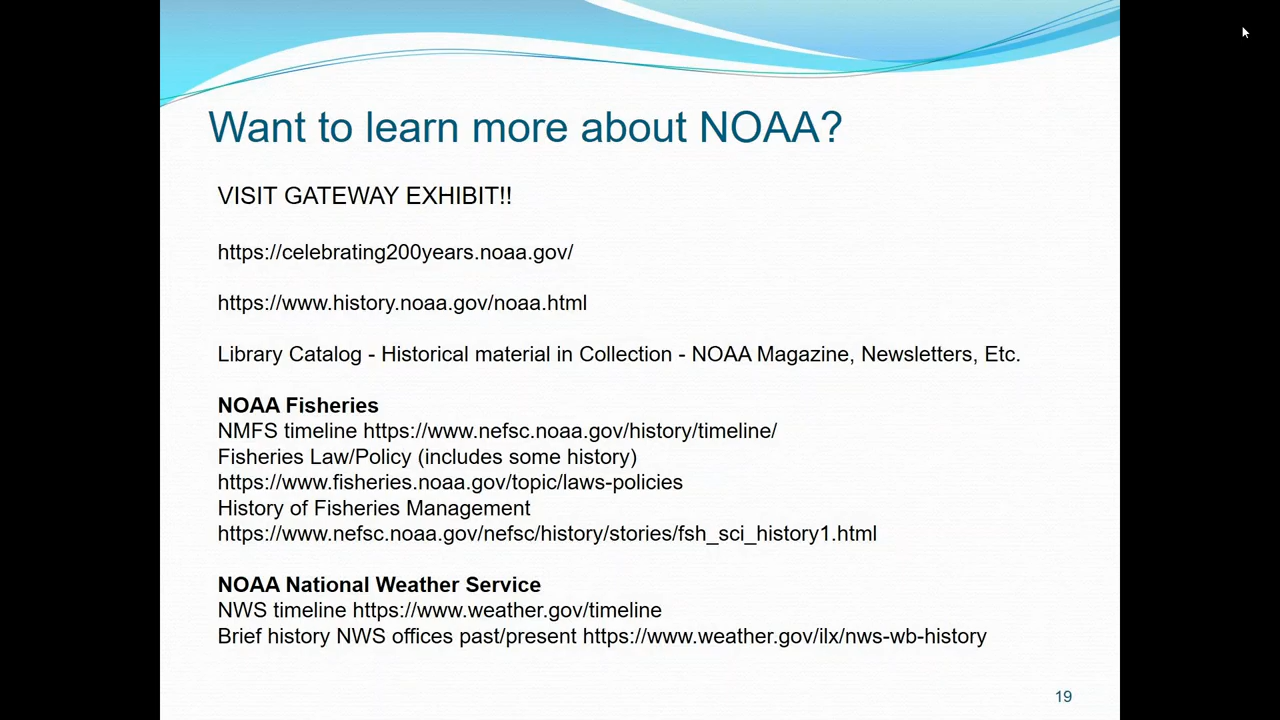 Want to learn more about NOAA?
VISIT GATEWAY EXHIBIT!!
https://celebrating200years.noaa.gov/
https://www.history.noaa.gov/noaa.html
Library Catalog - Historical material in Collection - NOAA Magazine, Newsletters, Etc.
NOAA Fisheries
NMFS timeline https://www.nefsc.noaa.gov/history/timeline/
Fisheries Law/Policy (includes some history)
https://www.fisheries.noaa.gov/topic/laws-policies
History of Fisheries Management
https://www.nefsc.noaa.gov/nefsc/history/stories/fsh_sci_history1.html
NOAA National Weather Service
NWS timeline https://www.weather.gov/timeline
Brief history NWS offices past/present https://www.weather.gov/ilx/nws-wb-history
19